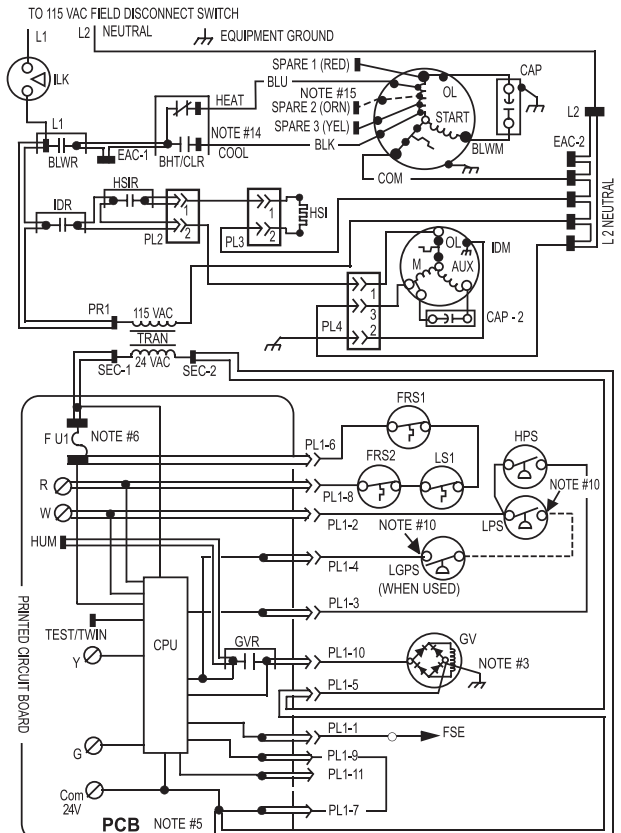 TO 115 VAC FIELD DISCONNECT SWITCH
L1
L2 NEUTRAL
EQUIPMENT GROUND
ILK
SPARE 1 (RED)
BLU
NOTE #15
SPARE 2 (ORN)
SPARE 3 (YEL)
BLK
OL
START
CAP
BLWM
COM
L2
EAC-2
L 2 NEUTRAL
L1
BLWR
EAC-1
HEAT
NOTE #14
BHT/CLR
COOL
HSIR
IDR
1
2
PL2
1
2
PL3
HSI
OL
IDM
M
AUX
CAP - 2
PL4
1
3
2
PR1
115 VAC
TRAN
24 VAC
SEC-1
SEC-2
F U1
NOTE #6
R
W
HUM
TEST/TWIN
Y
G
Com
24V
CPU
GVR
PRINTED CIRCUIT BOARD
PCB NOTE #5
FRS1
PL1-6
FRS2
LS1
PL1-8
HPS
NOTE #10
PL1-2
LPS
NOTE #10
PL1-4
LGPS
(WHEN USED)
PL1-3
PL1-10
GV
NOTE #3
PL1-5
PL1-1
FSE
PL1-9
PL1-11
PL1-7